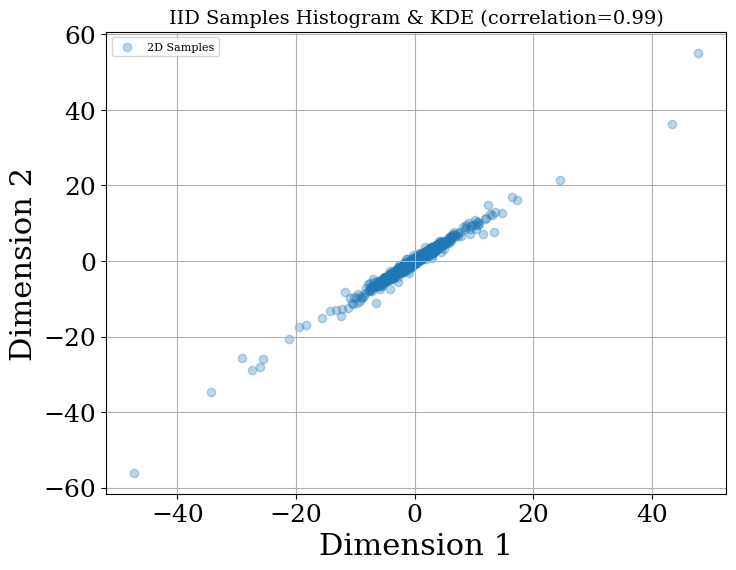 IID Samples Histogram & KDE (correlation=0.99)
2D Samples
60
40
20
0
−20
−40
−60
Dimension 2
−40 −20 0 20 40
Dimension 1